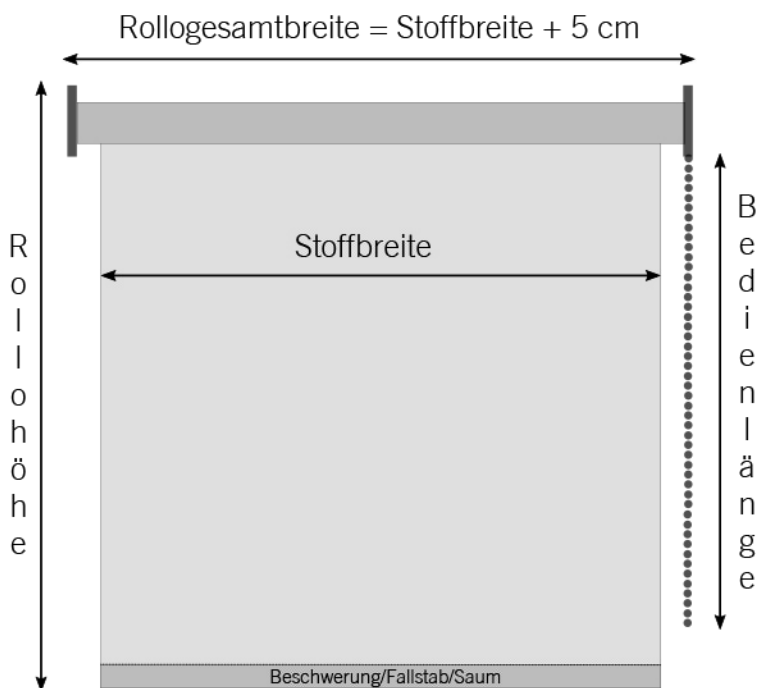 Rollogesamtbreite = Stoffbreite + 5 cm
Rollohöhe
Stoffbreite
Bedienlänge
Beschwerung/Fallstab/Saum